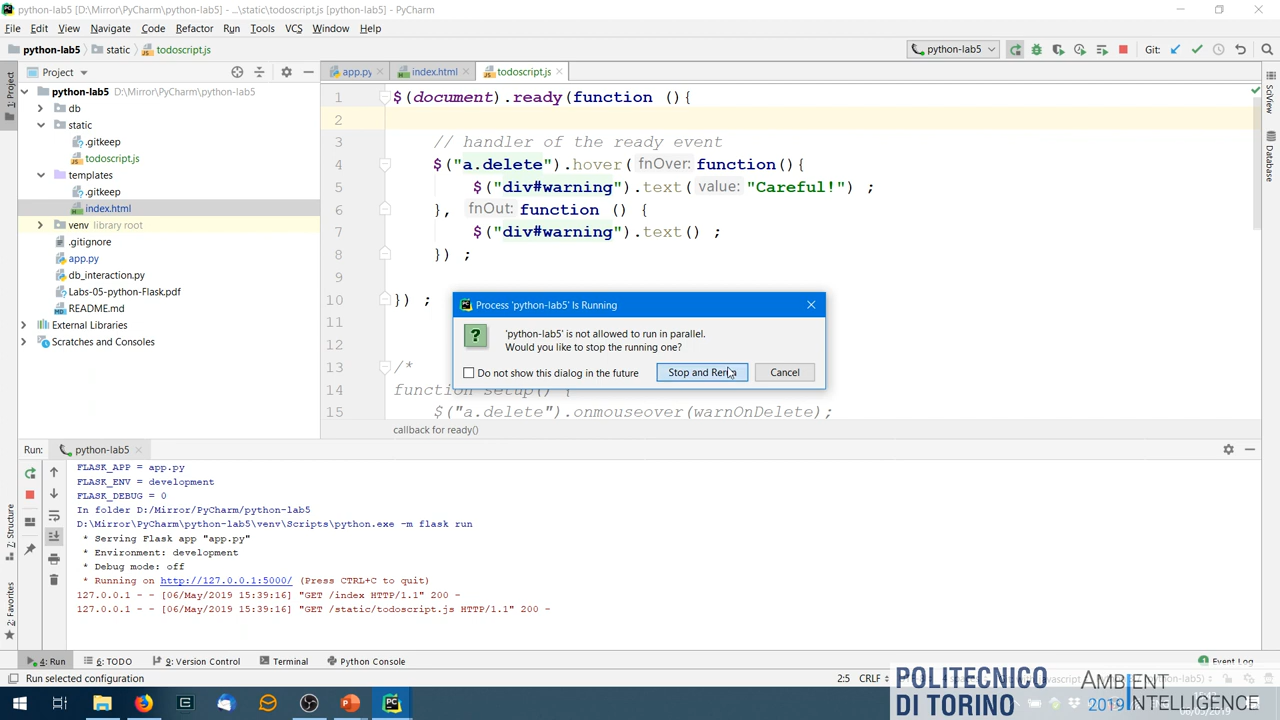 python-lab5 [D:\Mirror\PyCharm\python-lab5] - ...\static\todoscript.js [python-lab5] - PyCharm
File Edit View Navigate Code Refactor Run Tools VCS Window Help
python-lab5 static todoscript.js python-lab5 Git:
1: Project
Project
app.py index.html todoscript.js
python-lab5 D:\Mirror\PyCharm\python-lab5
db
static
.gitkeep
todoscript.js
templates
.gitkeep
index.html
venv library root
.gitignore
app.py
db_interaction.py
Labs-05-python-Flask.pdf
README.md
External Libraries
Scratches and Consoles
1 $(document).ready(function (){
2
3 // handler of the ready event
4 $("a.delete").hover( fnOver: function(){
5 $("div#warning").text( value: "Careful!") ;
6 }, fnOut: function () {
7 $("div#warning").text() ;
8 }) ;
9
10 }) ;
11
12
13 /*
14 function setup() {
15 $("a.delete").onmouseover(warnOnDelete);
callback for ready()
SciView
Database
Process 'python-lab5' Is Running
'python-lab5' is not allowed to run in parallel.
Would you like to stop the running one?
Do not show this dialog in the future
Stop and Rerun Cancel
Run: python-lab5
FLASK_APP = app.py
FLASK_ENV = development
FLASK_DEBUG = 0
In folder D:/Mirror/PyCharm/python-lab5
D:\Mirror\PyCharm\python-lab5\venv\Scripts\python.exe -m flask run
* Serving Flask app "app.py"
* Environment: development
* Debug mode: off
* Running on http://127.0.0.1:5000/ (Press CTRL+C to quit)
127.0.0.1 - - [06/May/2019 15:39:16] "GET /index HTTP/1.1" 200 -
127.0.0.1 - - [06/May/2019 15:39:16] "GET /static/todoscript.js HTTP/1.1" 200 -
7: Structure
2: Favorites
4: Run 6: TODO 9: Version Control Terminal Python Console Event Log
Run selected configuration 2:5 CRLF
POLITECNICO
DI TORINO
AMBIENT
2019 INTELLIGENCE